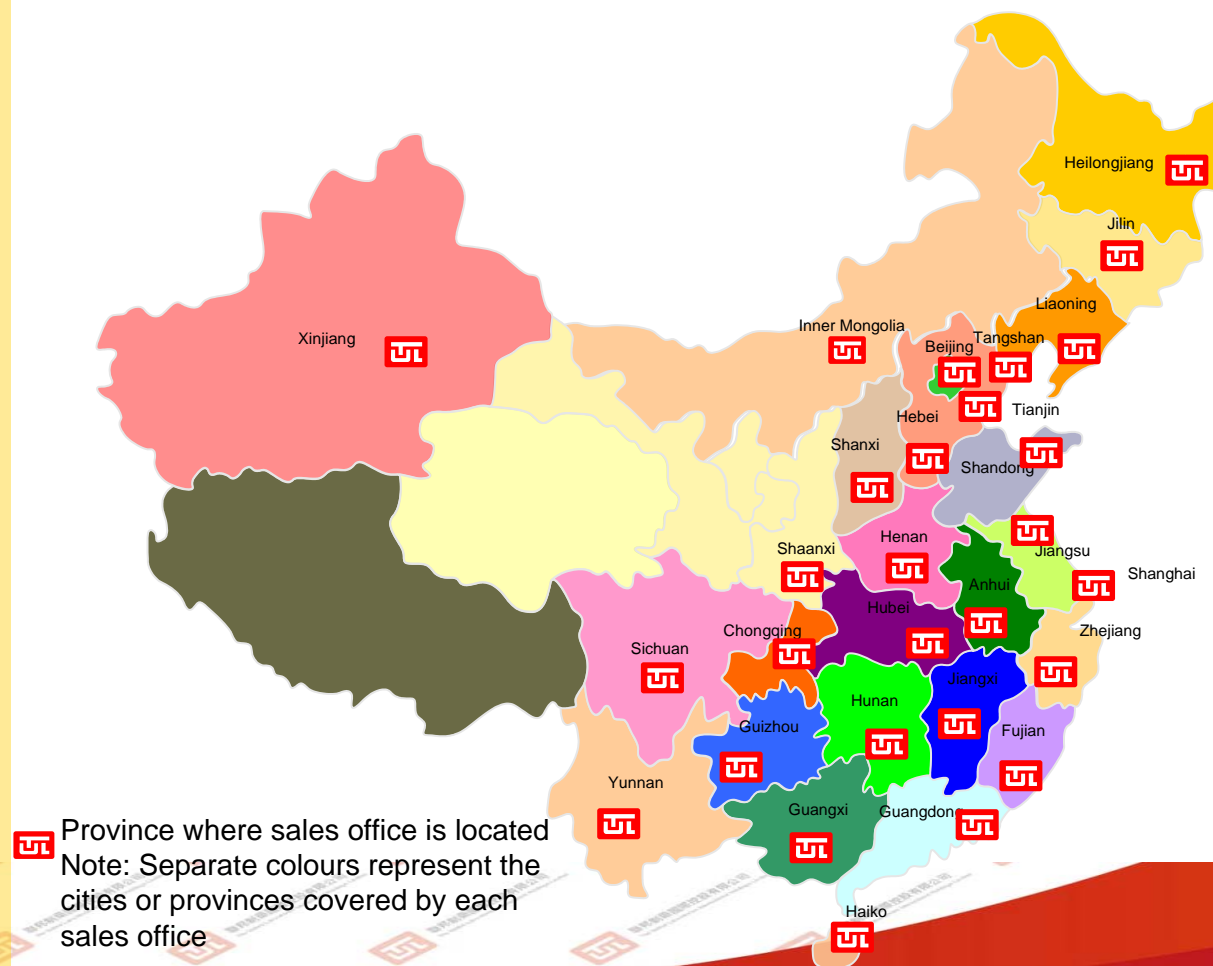 Heilongjiang
Jilin
Liaoning
Xinjiang
Inner Mongolia
Beijing
Tangshan
Tianjin
Hebei
Shanxi
Shandong
Henan
Shaanxi
Jiangsu
Shanghai
Anhui
Hubei
Chongqing
Zhejiang
Sichuan
Jiangxi
Hunan
Guizhou
Fujian
Yunnan
Guangxi
Guangdong
Haiko
Province where sales office is located
Note: Separate colours represent the
cities or provinces covered by each
sales office